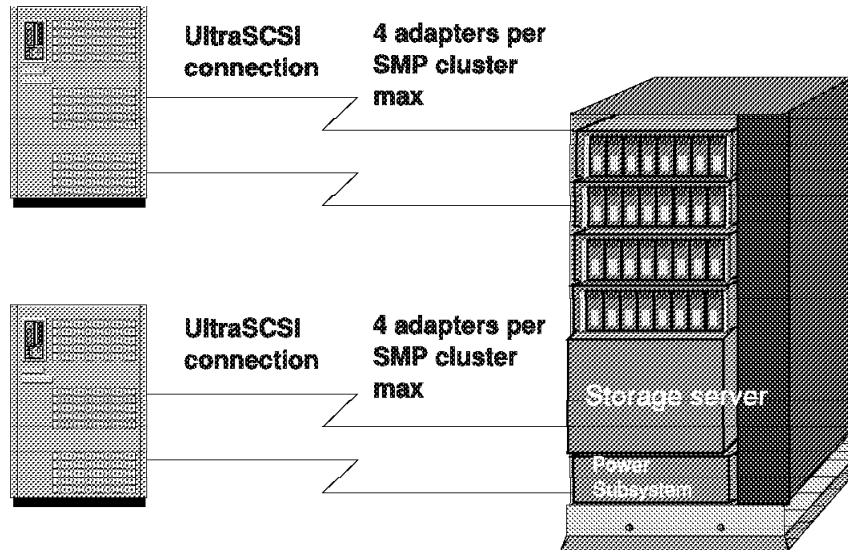 UltraSCSI
connection
4 adapters per
SMP cluster
max
UltraSCSI
connection
4 adapters per
SMP cluster
max
Storage server
Power
Subsystem